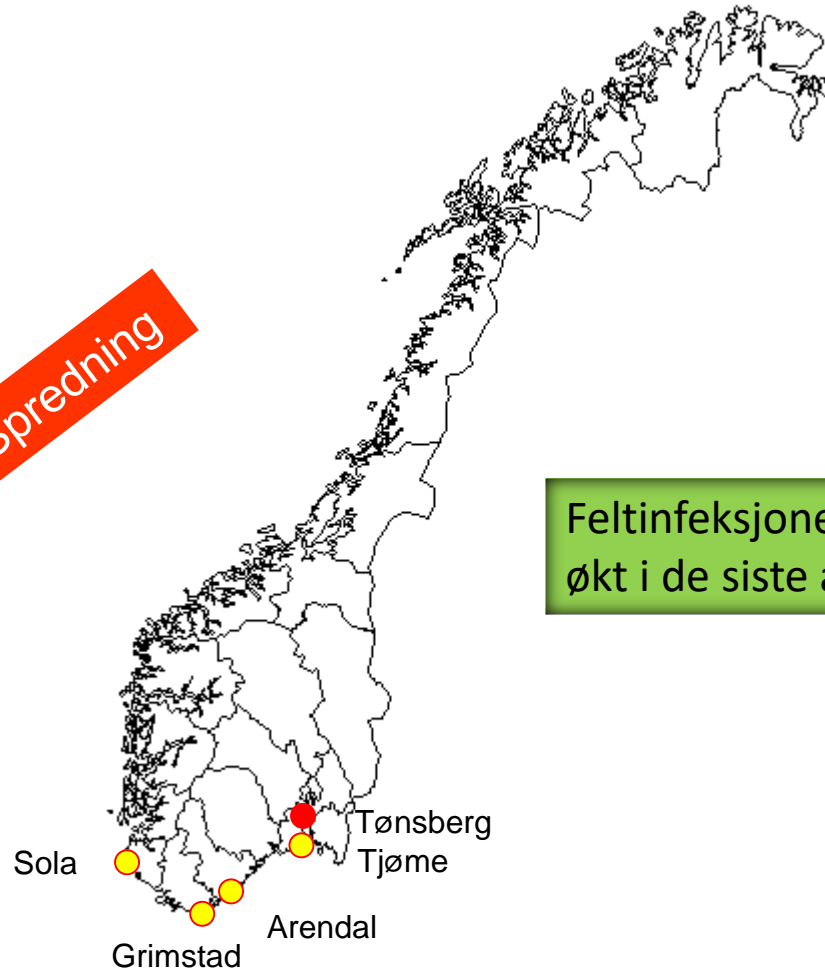 Spredning
Feltinfeksjone
økt i de siste
Tønsberg
Tjøme
Sola
Arendal
Grimstad